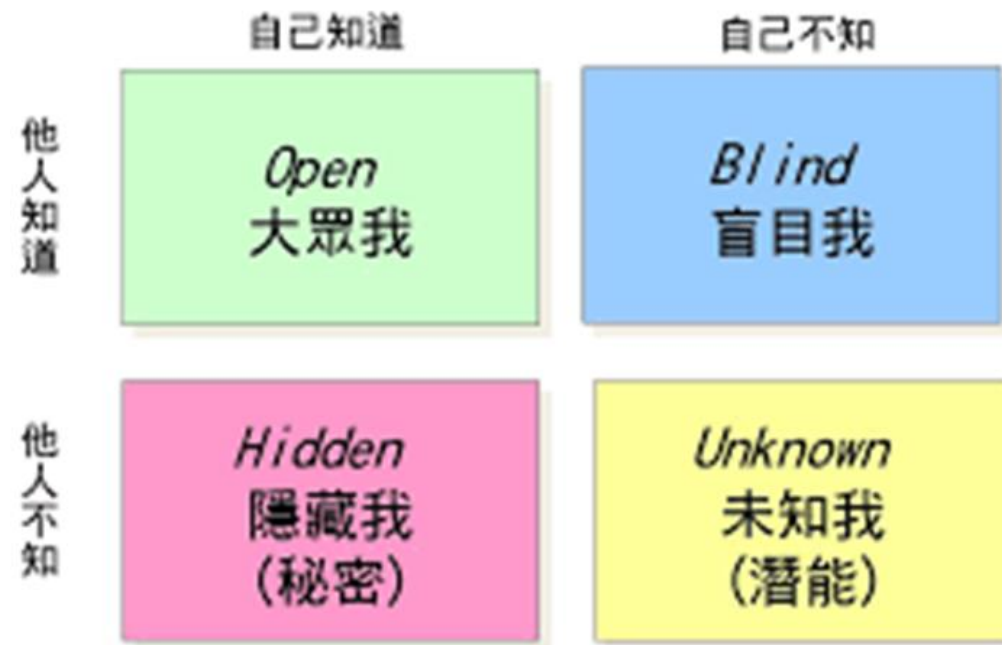 自己知道
自己不知
他人知道
Open
大眾我
Blind
盲目我
他人不知
Hidden
隱藏我
(秘密)
Unknown
未知我
(潛能)